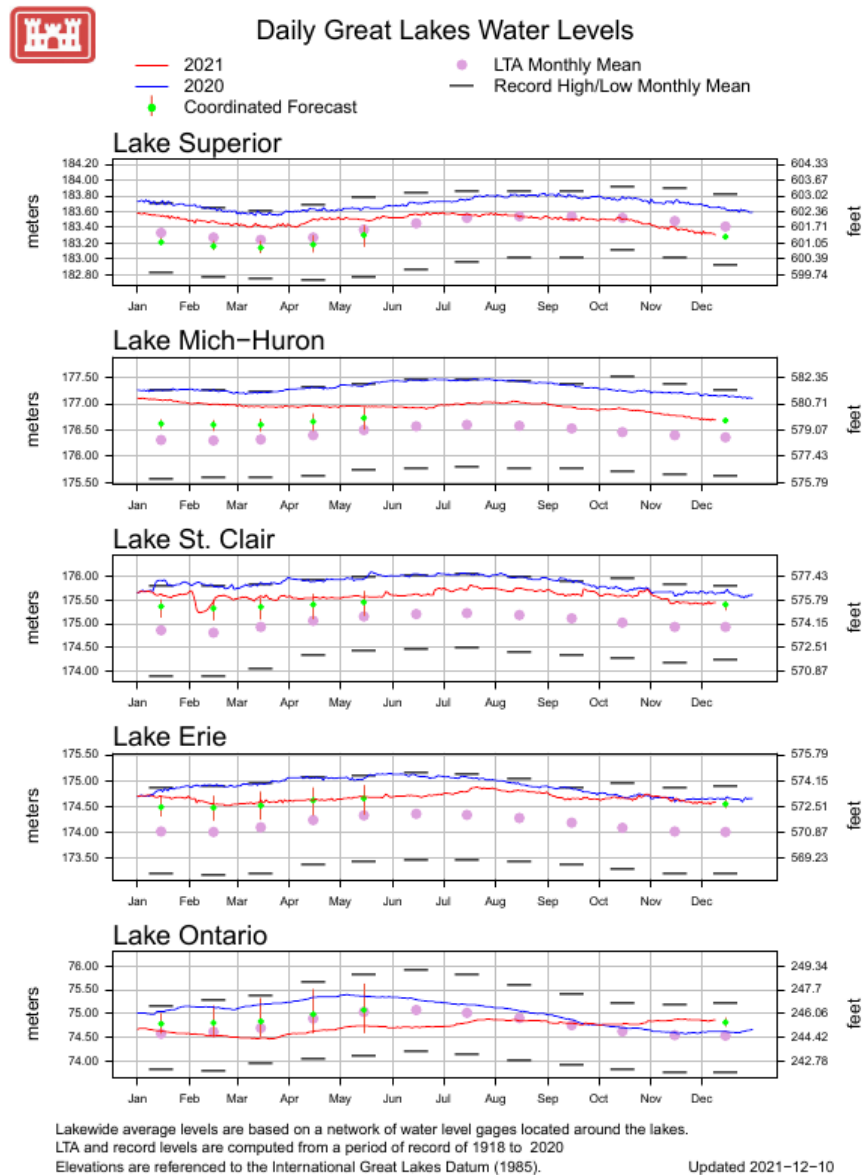 Daily Great Lakes Water Levels
2021
2020
Coordinated Forecast
LTA Monthly Mean
Record High/Low Monthly Mean
Lake Superior
184.20 604.33
184.00 603.67
183.80 603.02
183.60 602.36
183.40 601.71
183.20 601.05
183.00 600.39
182.80 599.74
meters feet
Jan Feb Mar Apr May Jun Jul Aug Sep Oct Nov Dec
Lake Mich−Huron
177.50 582.35
177.00 580.71
176.50 579.07
176.00 577.43
175.50 575.79
meters feet
Jan Feb Mar Apr May Jun Jul Aug Sep Oct Nov Dec
Lake St. Clair
176.00 577.43
175.50 575.79
175.00 574.15
174.50 572.51
174.00 570.87
meters feet
Jan Feb Mar Apr May Jun Jul Aug Sep Oct Nov Dec
Lake Erie
175.50 575.79
175.00 574.15
174.50 572.51
174.00 570.87
173.50 569.23
meters feet
Jan Feb Mar Apr May Jun Jul Aug Sep Oct Nov Dec
Lake Ontario
76.00 249.34
75.50 247.7
75.00 246.06
74.50 244.42
74.00 242.78
meters feet
Jan Feb Mar Apr May Jun Jul Aug Sep Oct Nov Dec
Lakewide average levels are based on a network of water level gages located around the lakes.
LTA and record levels are computed from a period of record of 1918 to 2020
Elevations are referenced to the International Great Lakes Datum (1985). Updated 2021−12−10